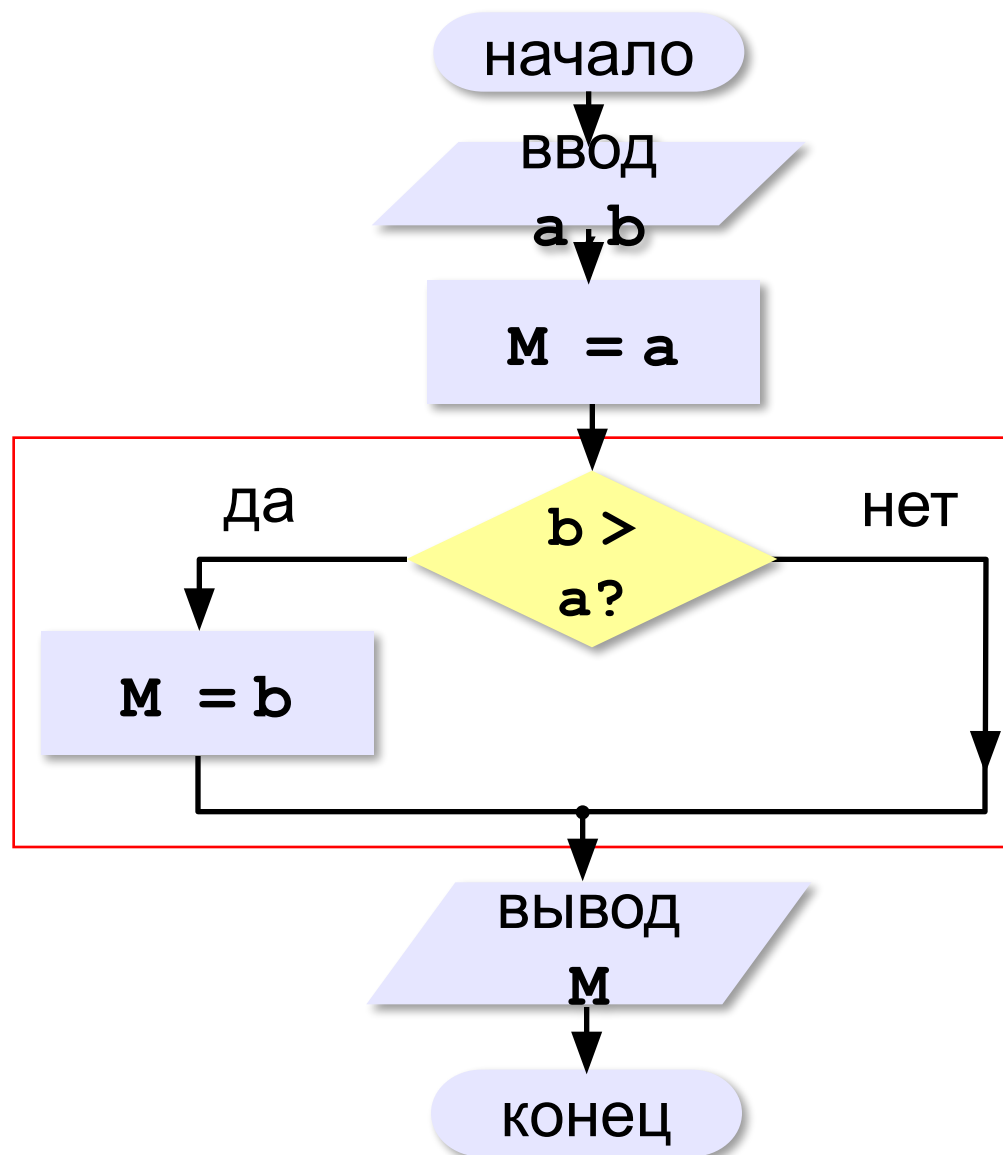 начало
ввод
a,b
M = a
да
нет
b >
a?
M = b
вывод
M
конец